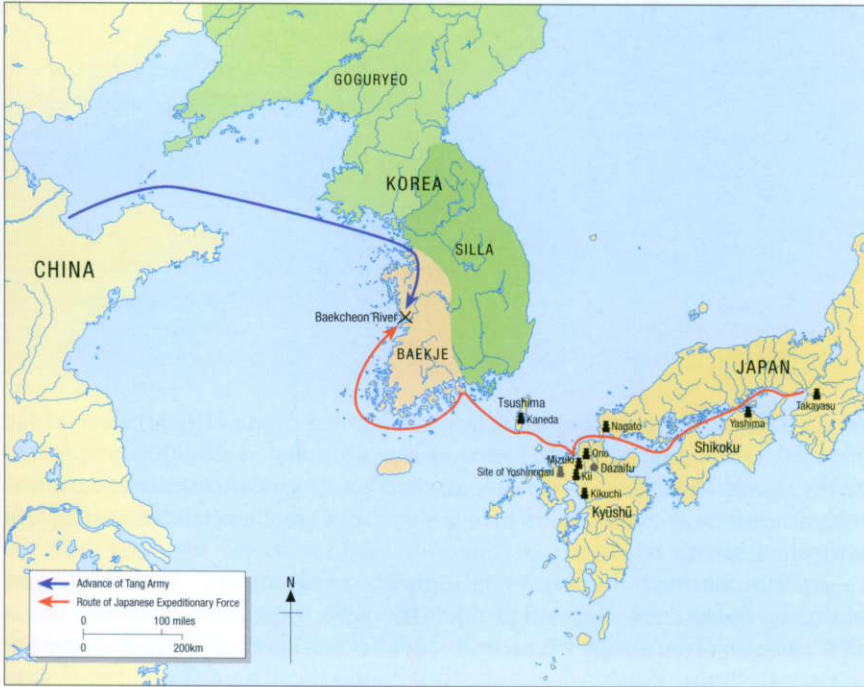 GOGURYEO
KOREA
SILLA
CHINA
Baekcheon River
BAEKJE
JAPAN
Tsushima
Kaneda
Nagato
Yashima
Takayasu
Shikoku
Ono
Mizuki
Dazaifu
Site of Yoshinogari
Kii
Kikuchi
Kyūshū
Advance of Tang Army
Route of Japanese Expeditionary Force
0 100 miles
0 200km
N